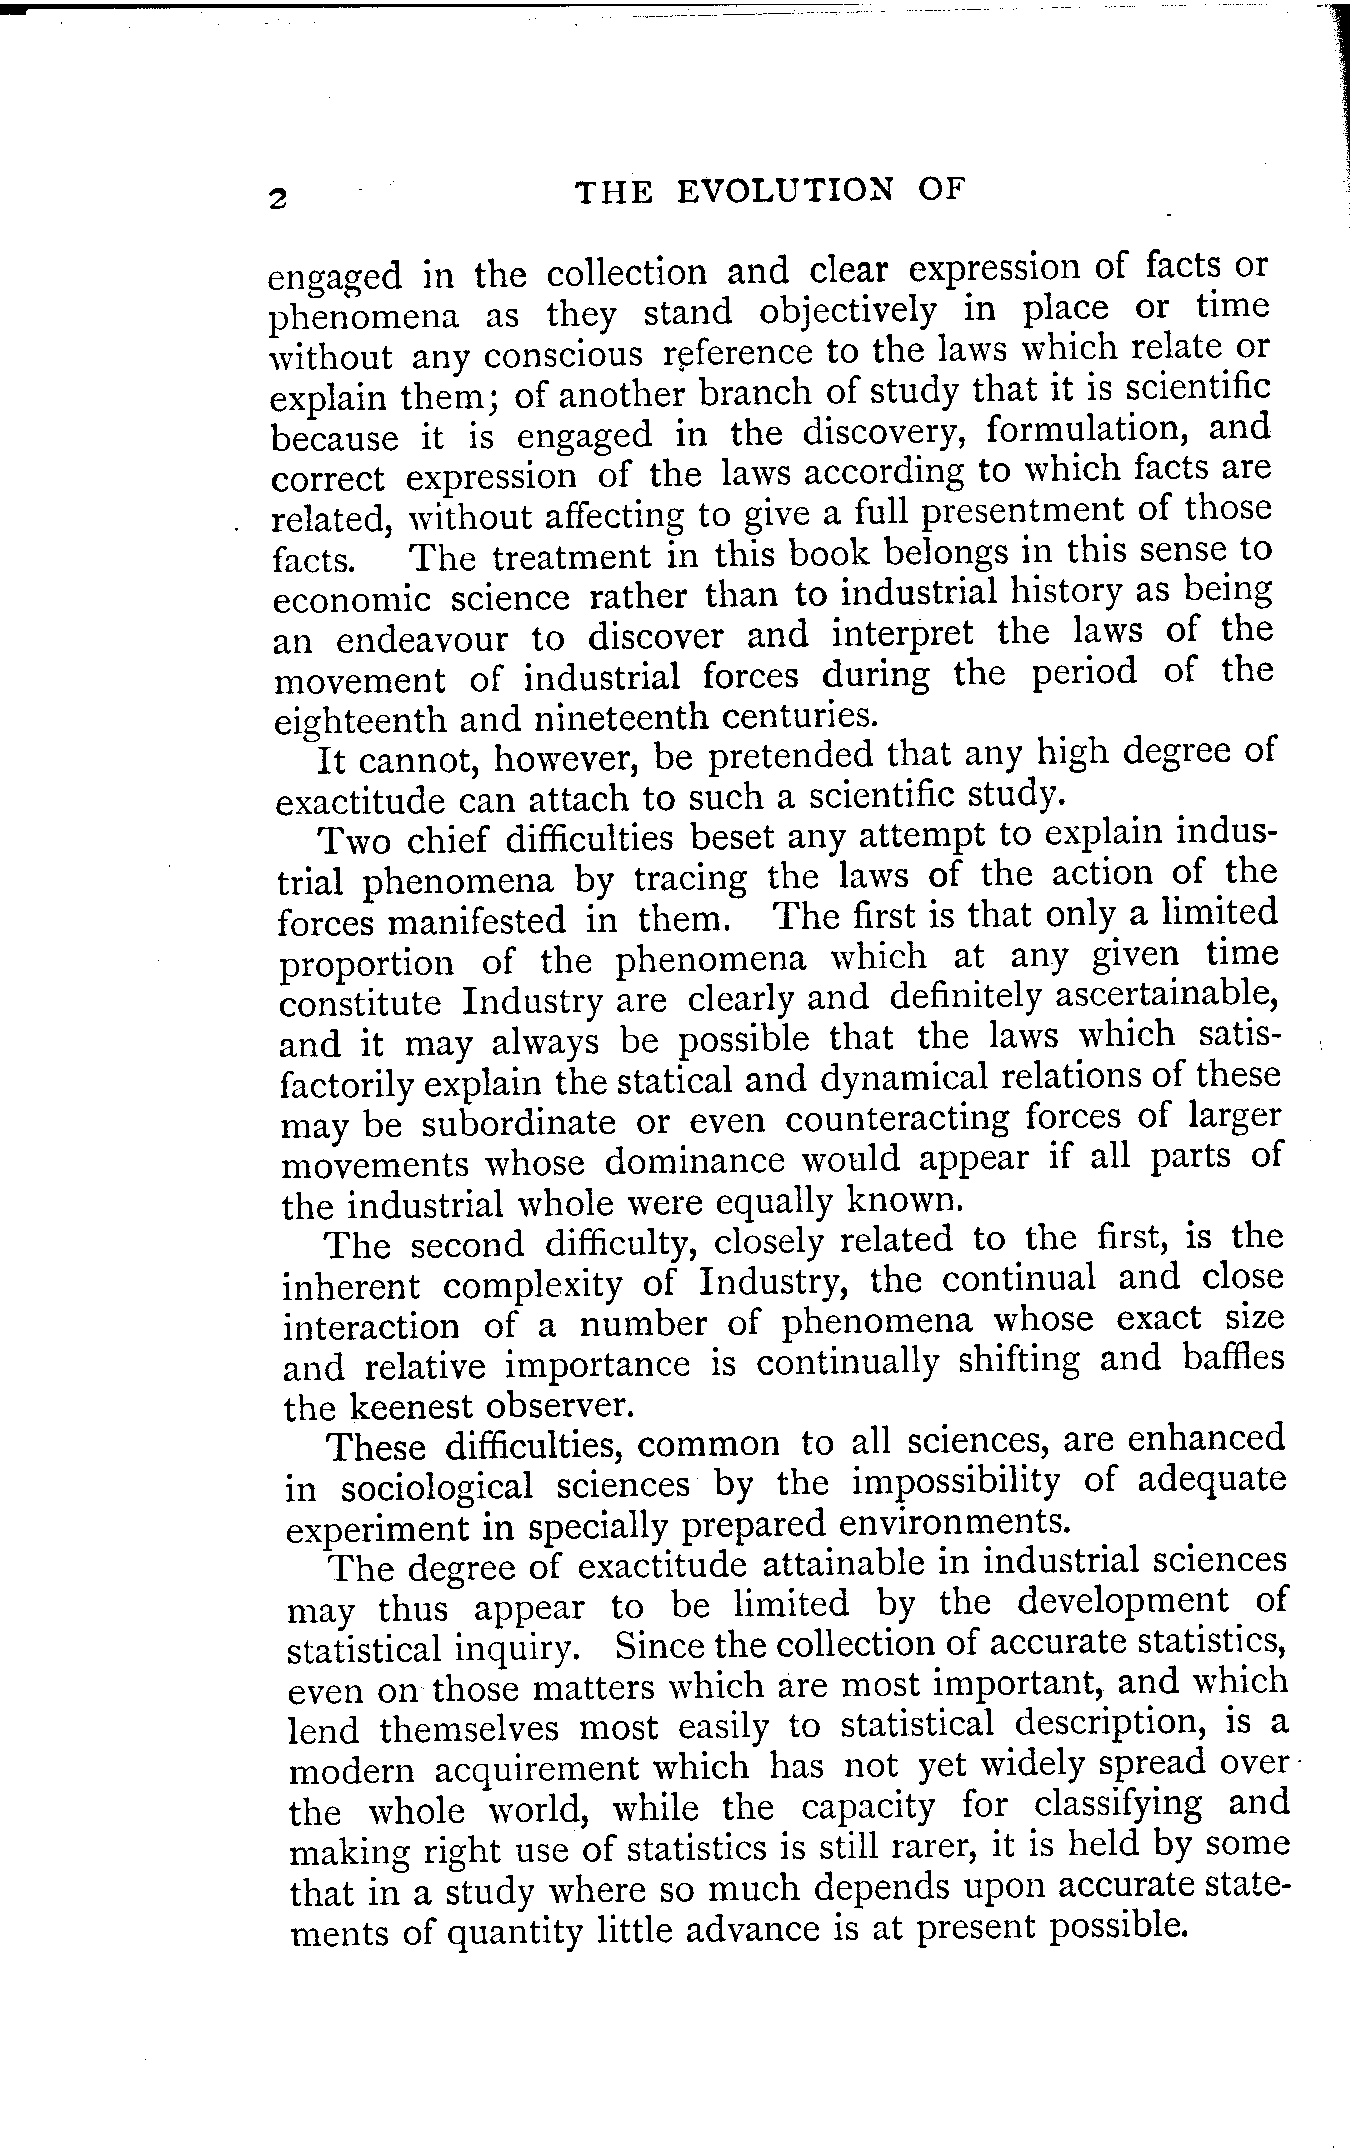 2 THE EVOLUTION OF
engaged in the collection and clear expression of facts or
phenomena as they stand objectively in place or time
without any conscious reference to the laws which relate or
explain them; of another branch of study that it is scientific
because it is engaged in the discovery, formulation, and
correct expression of the laws according to which facts are
related, without affecting to give a full presentment of those
facts. The treatment in this book belongs in this sense to
economic science rather than to industrial history as being
an endeavour to discover and interpret the laws of the
movement of industrial forces during the period of the
eighteenth and nineteenth centuries.
It cannot, however, be pretended that any high degree of
exactitude can attach to such a scientific study.
Two chief difficulties beset any attempt to explain indus-
trial phenomena by tracing the laws of the action of the
forces manifested in them. The first is that only a limited
proportion of the phenomena which at any given time
constitute Industry are clearly and definitely ascertainable,
and it may always be possible that the laws which satis-
factorily explain the statical and dynamical relations of these
may be subordinate or even counteracting forces of larger
movements whose dominance would appear if all parts of
the industrial whole were equally known.
The second difficulty, closely related to the first, is the
inherent complexity of Industry, the continual and close
interaction of a number of phenomena whose exact size
and relative importance is continually shifting and baffles
the keenest observer.
These difficulties, common to all sciences, are enhanced
in sociological sciences by the impossibility of adequate
experiment in specially prepared environments.
The degree of exactitude attainable in industrial sciences
may thus appear to be limited by the development of
statistical inquiry. Since the collection of accurate statistics,
even on those matters which are most important, and which
lend themselves most easily to statistical description, is a
modern acquirement which has not yet widely spread over
the whole world, while the capacity for classifying and
making right use of statistics is still rarer, it is held by some
that in a study where so much depends upon accurate state-
ments of quantity little advance is at present possible.